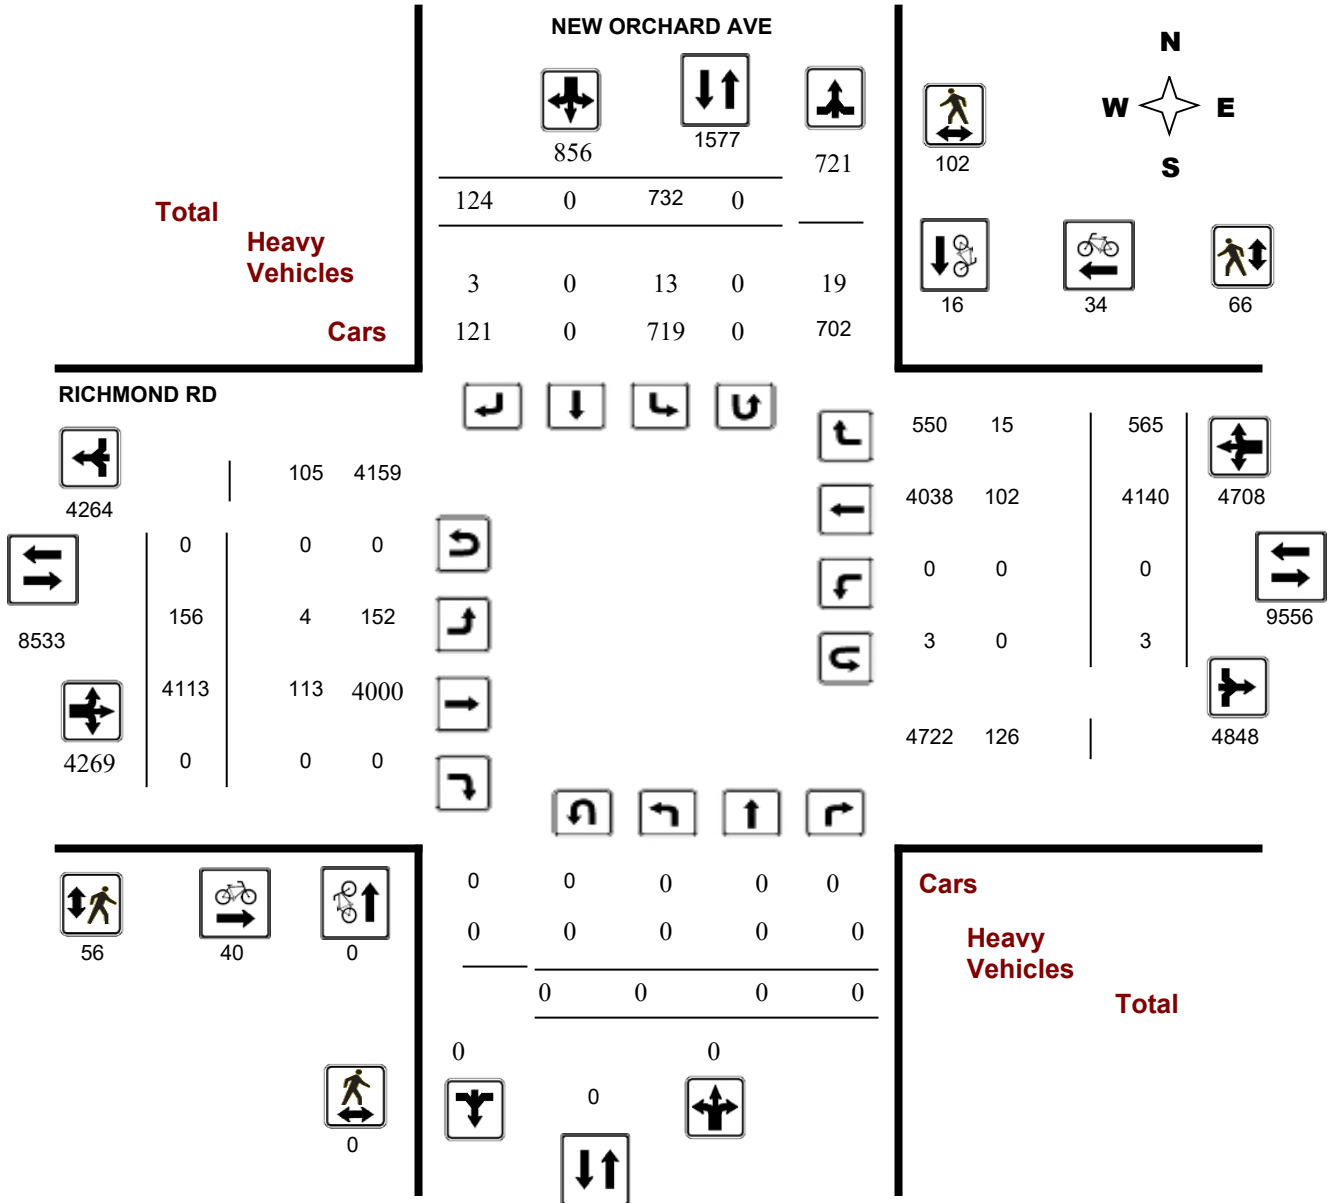 NEW ORCHARD AVE
N
W E
S
856
1577
721
102
124 0 732 0
Total
Heavy
Vehicles
3 0 13 0 19
16 34 66
Cars
121 0 719 0 702
RICHMOND RD
550 15 565
105 4159
4264
4038 102 4140 4708
0 0 0
0 0 0
8533
156 4 152
9556
3 0 3
4113 113 4000
4722 126 4848
4269 0 0 0
0 0 0 0 0
Cars
56 40 0
0 0 0 0 0
Heavy
Vehicles
0 0 0 0
Total
0 0
0
0